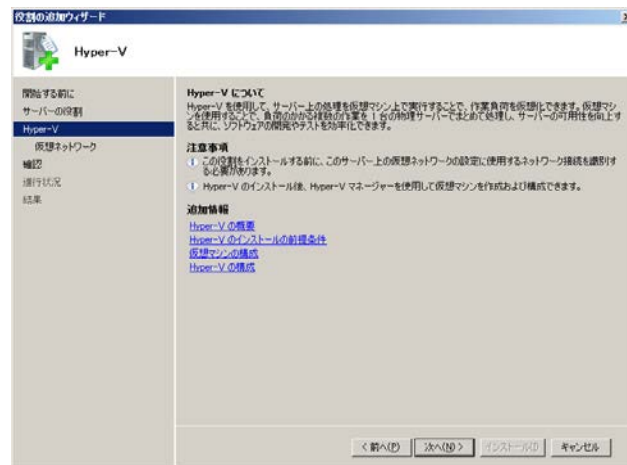 役割の追加ウィザード
Hyper-V
開始する前に
サーバーの役割
Hyper-V
仮想ネットワーク
確認
進行状況
結果
Hyper-V について
Hyper-V を使用して、サーバー上の処理を仮想マシン上で実行することで、作業負荷を仮想化できます。仮想マシ
ンを使用することで、負荷のかかる複数の作業を 1 台の物理サーバーでまとめて処理し、サーバーの可用性を向上す
ると共に、ソフトウェアの開発やテストを効率化できます。
注意事項
この役割をインストールする前に、このサーバー上の仮想ネットワークの設定に使用するネットワーク接続を識別す
る必要があります。
Hyper-V のインストール後、Hyper-V マネージャーを使用して仮想マシンを作成および構成できます。
追加情報
Hyper-V の概要
Hyper-V のインストールの前提条件
仮想マシンの構成
Hyper-V の構成
< 前へ(P) 次へ(N) > インストール(I) キャンセル